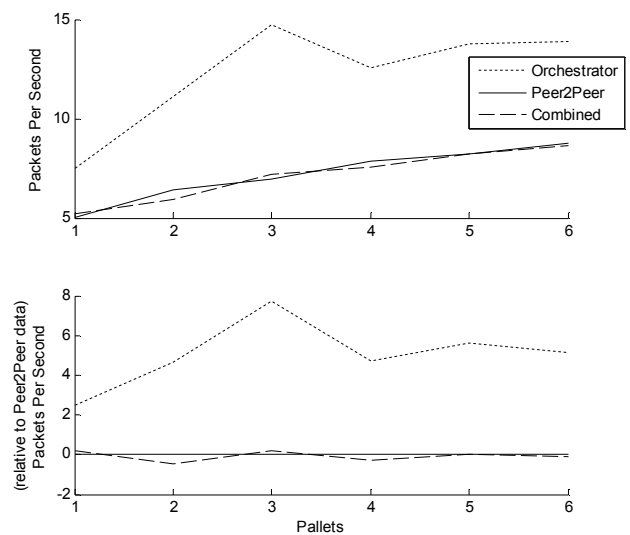 15
10
5
Packets Per Second
Orchestrator
Peer2Peer
Combined
1 2 3 4 5 6
8
6
4
2
0
-2
(relative to Peer2Peer data)
Packets Per Second
1 2 3 4 5 6
Pallets